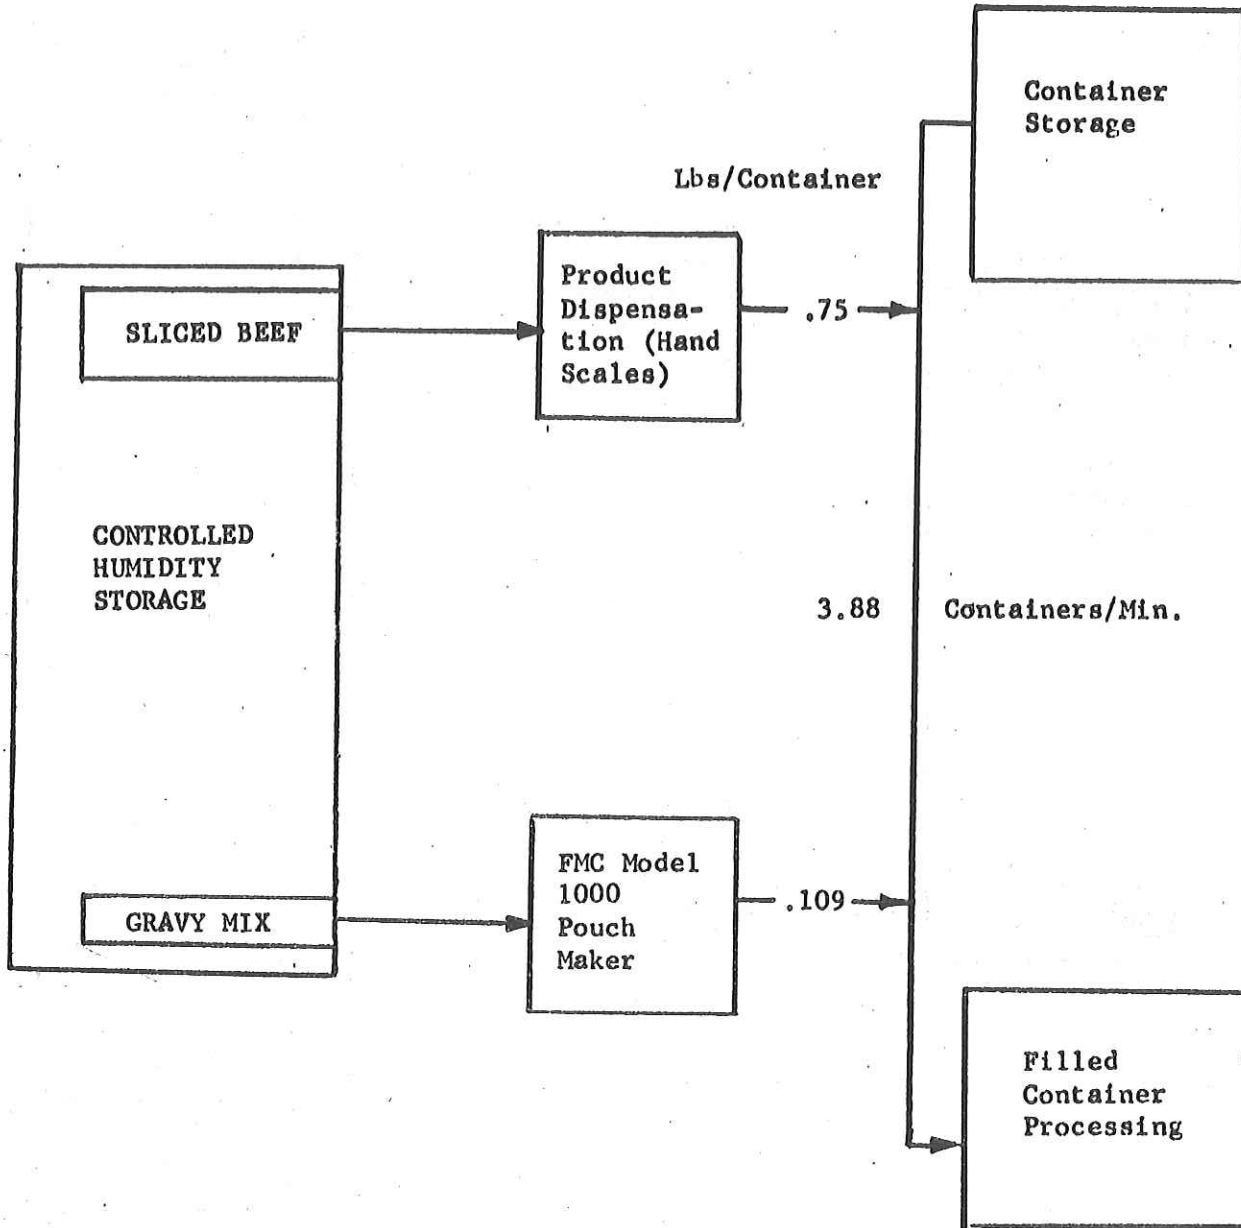 Container
Storage
Lbs/Container
Product
Dispensa-
tion (Hand
Scales)
.75
SLICED BEEF
CONTROLLED
HUMIDITY
STORAGE
3.88 Containers/Min.
FMC Model
1000
Pouch
Maker
.109
GRAVY MIX
Filled
Container
Processing